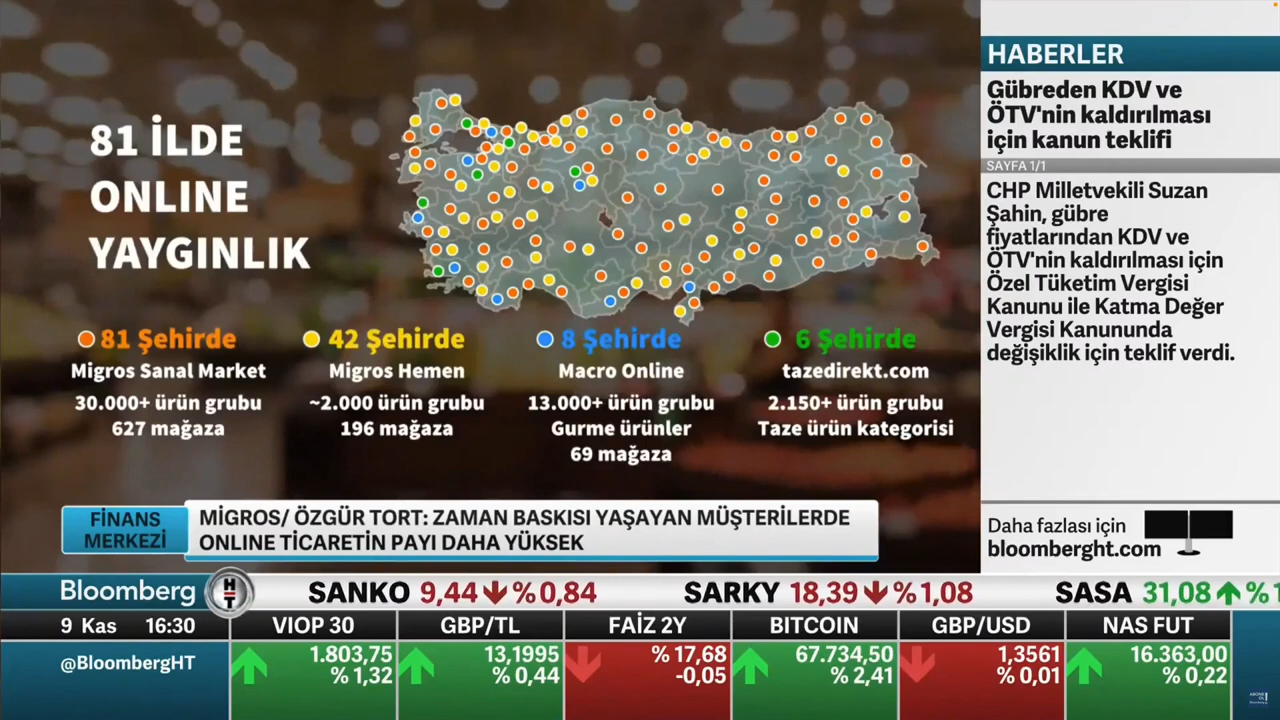 81 İLDE
ONLINE
YAYGINLIK
81 Şehirde
Migros Sanal Market
30.000+ ürün grubu
627 mağaza
42 Şehirde
Migros Hemen
~2.000 ürün grubu
196 mağaza
8 Şehirde
Macro Online
13.000+ ürün grubu
Gurme ürünler
69 mağaza
6 Şehirde
tazedirekt.com
2.150+ ürün grubu
Taze ürün kategorisi
HABERLER
Gübreden KDV ve
ÖTV'nin kaldırılması
için kanun teklifi
SAYFA 1/1
CHP Milletvekili Suzan
Şahin, gübre
fiyatlarından KDV ve
ÖTV'nin kaldırılması için
Özel Tüketim Vergisi
Kanunu ile Katma Değer
Vergisi Kanununda
değişiklik için teklif verdi.
Daha fazlası için
bloomberght.com
FİNANS
MERKEZİ
MİGROS/ ÖZGÜR TORT: ZAMAN BASKISI YAŞAYAN MÜŞTERİLERDE
ONLINE TİCARETİN PAYI DAHA YÜKSEK
Bloomberg HT
SANKO 9,44 %0,84 SARKY 18,39 %1,08 SASA 31,08 %1
9 Kas 16:30
@BloombergHT
VIOP 30
1.803,75
% 1,32
GBP/TL
13,1995
% 0,44
FAİZ 2Y
% 17,68
-0,05
BITCOIN
67.734,50
% 2,41
GBP/USD
1,3561
% 0,01
NAS FUT
16.363,00
% 0,22
ABONE
OL